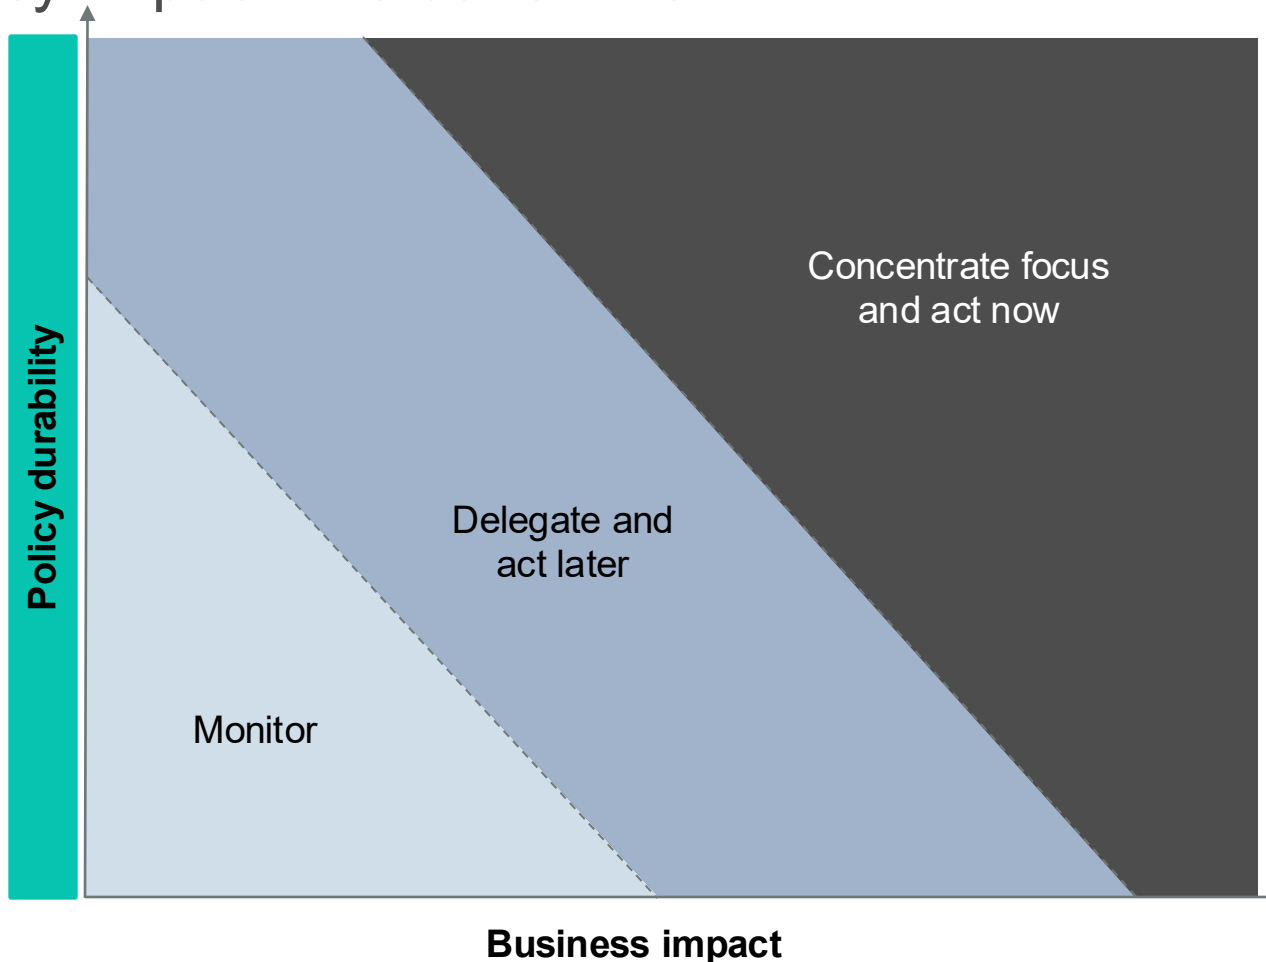 Policy durability
Concentrate focus
and act now
Delegate and
act later
Monitor
Business impact